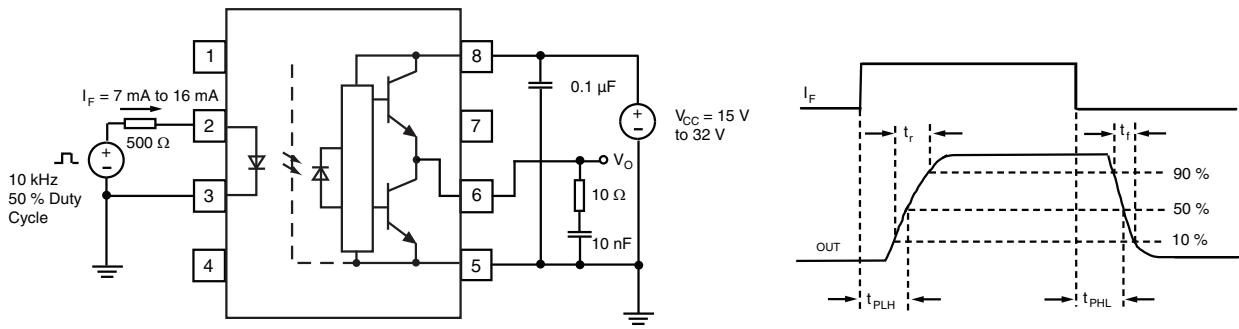 1
8
I_F = 7 mA to 16 mA
0.1 µF
2
500 Ω
7
+
−
V_CC = 15 V
to 32 V
+
−
10 kHz
50 % Duty
Cycle
3
6
V_O
10 Ω
10 nF
4
5
I_F
t_r
t_f
90 %
50 %
10 %
OUT
t_PLH
t_PHL